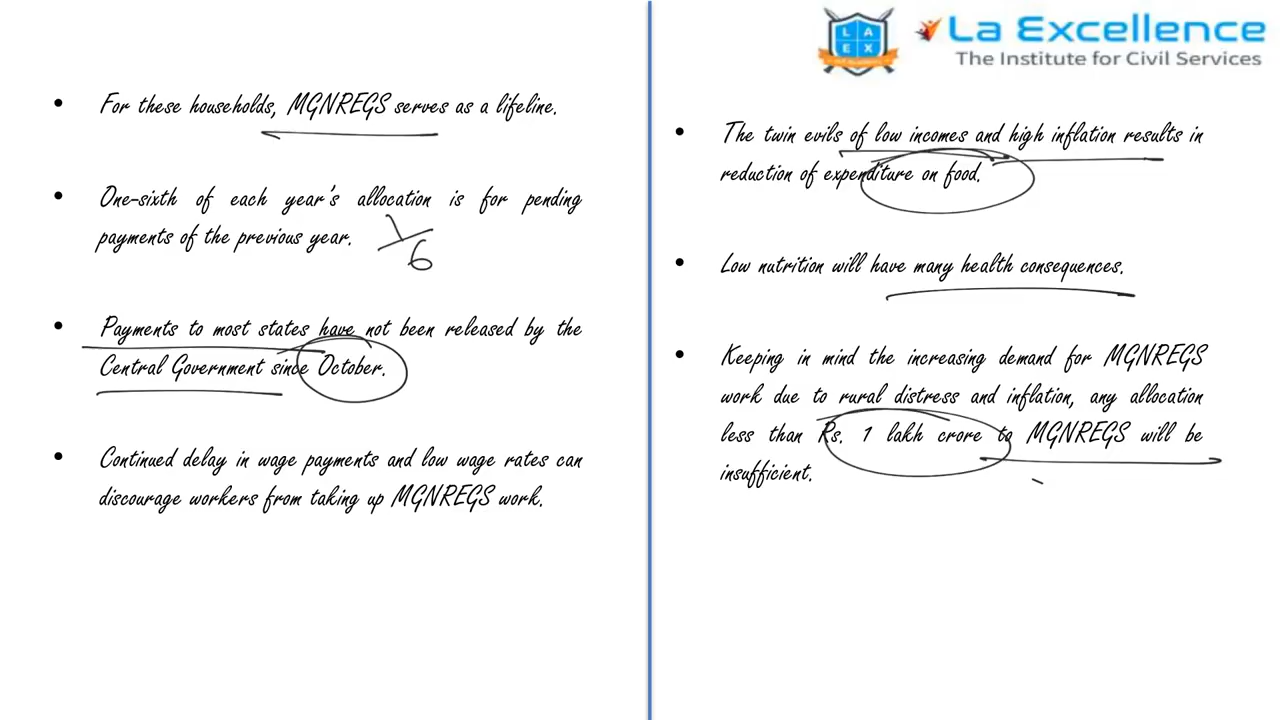 LA
EX
La Excellence
The Institute for Civil Services
• For these households, MGNREGS serves as a lifeline.
• One-sixth of each year's allocation is for pending
payments of the previous year.
1/6
• Payments to most states have not been released by the
Central Government since October.
• Continued delay in wage payments and low wage rates can
discourage workers from taking up MGNREGS work.
• The twin evils of low incomes and high inflation results in
reduction of expenditure on food.
• Low nutrition will have many health consequences.
• Keeping in mind the increasing demand for MGNREGS
work due to rural distress and inflation, any allocation
less than Rs. 1 lakh crore to MGNREGS will be
insufficient.